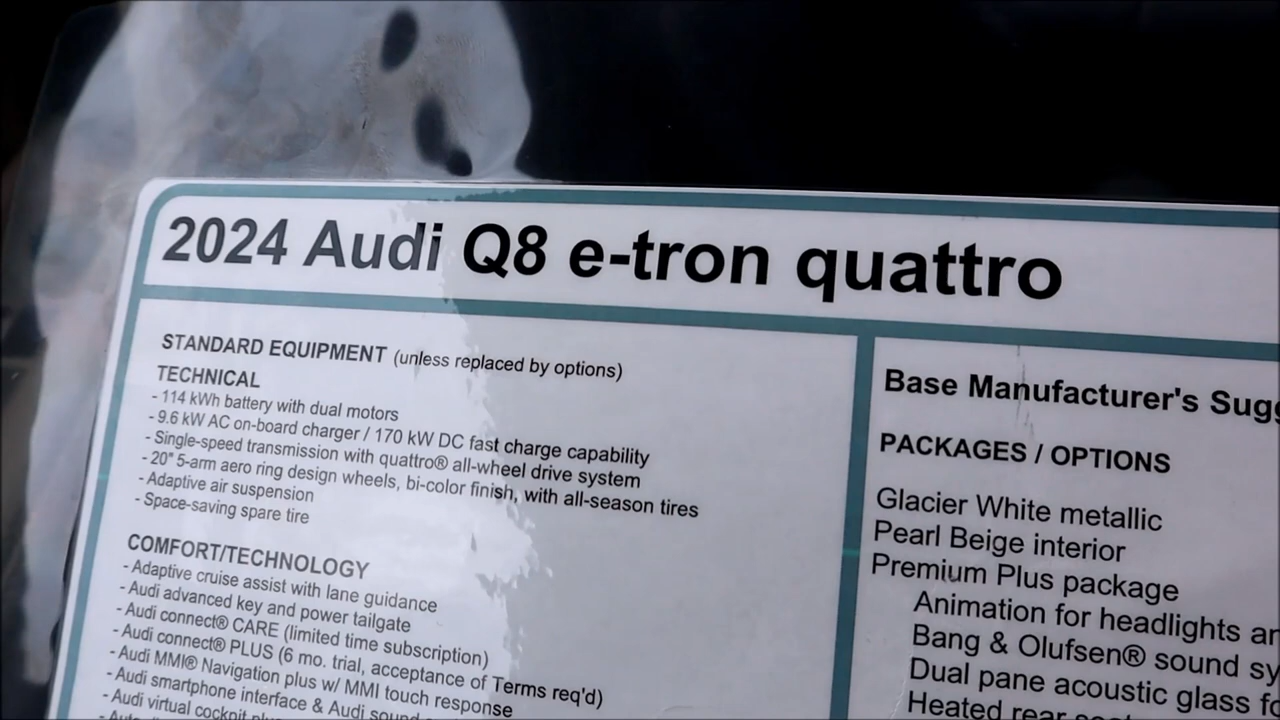 2024 Audi Q8 e-tron quattro
STANDARD EQUIPMENT (unless replaced by options)
TECHNICAL
- 114 kWh battery with dual motors
- 9.6 kW AC on-board charger / 170 kW DC fast charge capability
- Single-speed transmission with quattro® all-wheel drive system
- 20" 5-arm aero ring design wheels, bi-color finish, with all-season tires
- Adaptive air suspension
- Space-saving spare tire
COMFORT/TECHNOLOGY
- Adaptive cruise assist with lane guidance
- Audi advanced key and power tailgate
- Audi connect® CARE (limited time subscription)
- Audi connect® PLUS (6 mo. trial, acceptance of Terms req'd)
- Audi MMI® Navigation plus w/ MMI touch response
- Audi smartphone interface & Audi sound
- Audi virtual cockpit plus
Base Manufacturer's
PACKAGES / OPTIONS
Glacier White metallic
Pearl Beige interior
Premium Plus package
Animation for headlights
Bang & Olufsen® sound
Dual pane acoustic glass
Heated rear